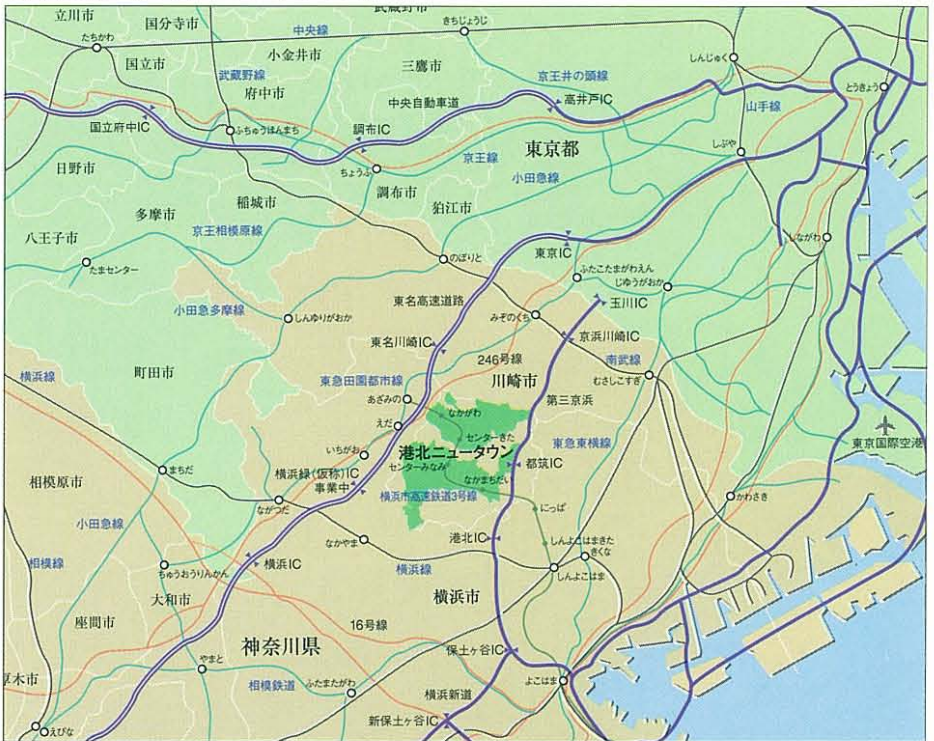 立川市
国分寺市
武蔵野市
きちじょうじ
たちかわ
中央線
しんじゅく
国立市
小金井市
三鷹市
武蔵野線
府中市
京王井の頭線
とうきょう
中央自動車道
高井戸IC
山手線
国立府中IC
ふちゅうほんまち
調布IC
東京都
しぶや
日野市
ちょうふ
京王線
小田急線
多摩市
稲城市
調布市
狛江市
八王子市
京王相模原線
しながわ
たまセンター
のぼりと
東京IC
ふたこたまがわえん
じゆうがおか
小田急多摩線
しんゆりがおか
東名高速道路
玉川IC
みぞのくち
東名川崎IC
京浜川崎IC
246号線
南武線
横浜線
町田市
東急田園都市線
川崎市
むさしこすぎ
あざみの
第三京浜
なかがわ
えだ
センターきた
東急東横線
東京国際空港
いちがお
港北ニュータウン
センターみなみ
都筑IC
まちだ
横浜緑(仮称)IC
事業中
なかまちだい
相模原市
ながつだ
横浜市高速鉄道3号線
かわさき
にっぱ
小田急線
なかやま
港北IC
しんよこはまきた
きくな
相模線
ちゅうおうりんかん
横浜IC
横浜線
しんよこはま
大和市
横浜市
座間市
16号線
神奈川県
保土ヶ谷IC
厚木市
やまと
相模鉄道
ふたまたがわ
よこはま
横浜新道
えびな
新保土ヶ谷IC